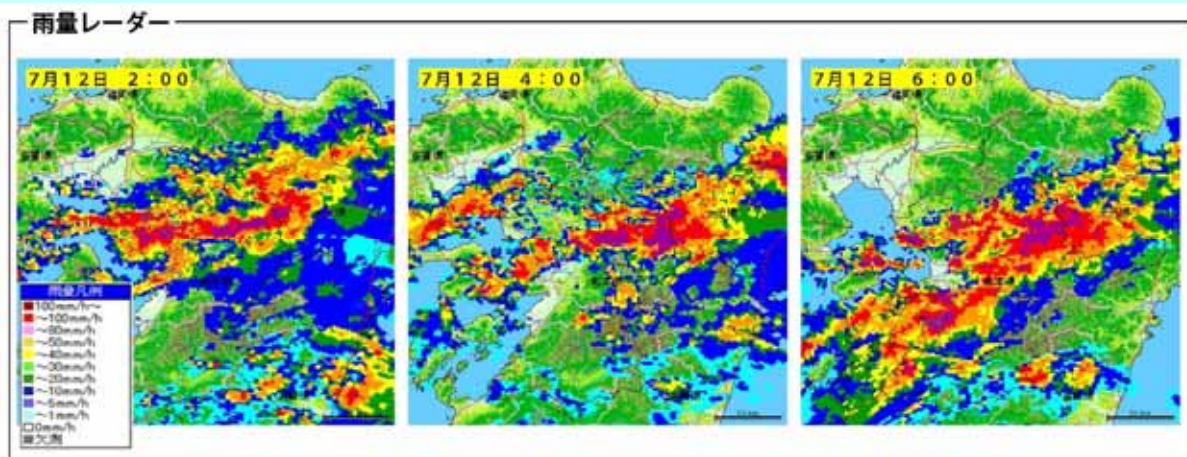 雨量レーダー
7月12日 2:00
7月12日 4:00
7月12日 6:00
雨量凡例
100mm/h～
～100mm/h
～80mm/h
～50mm/h
～40mm/h
～30mm/h
～20mm/h
～10mm/h
～5mm/h
～1mm/h
0mm/h
欠測